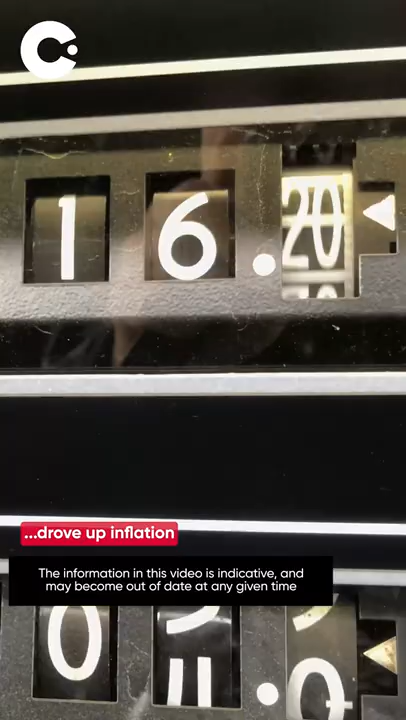 16.20
...drove up inflation
The information in this video is indicative, and
may become out of date at any given time
0